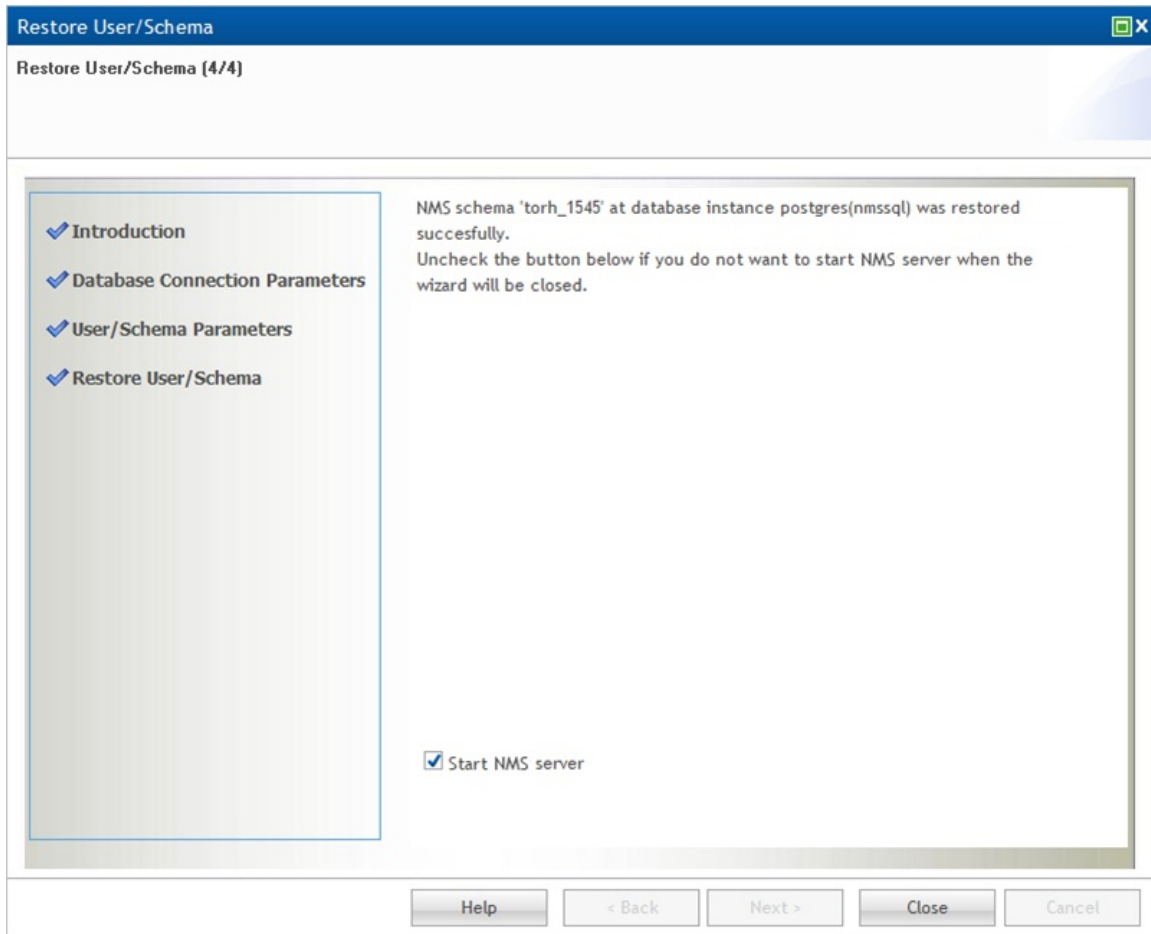 Restore User/Schema
Restore User/Schema (4/4)
Introduction
Database Connection Parameters
User/Schema Parameters
Restore User/Schema
NMS schema 'torh_1545' at database instance postgres(nmssql) was restored
succesfully.
Uncheck the button below if you do not want to start NMS server when the
wizard will be closed.
Start NMS server
Help
< Back
Next >
Close
Cancel